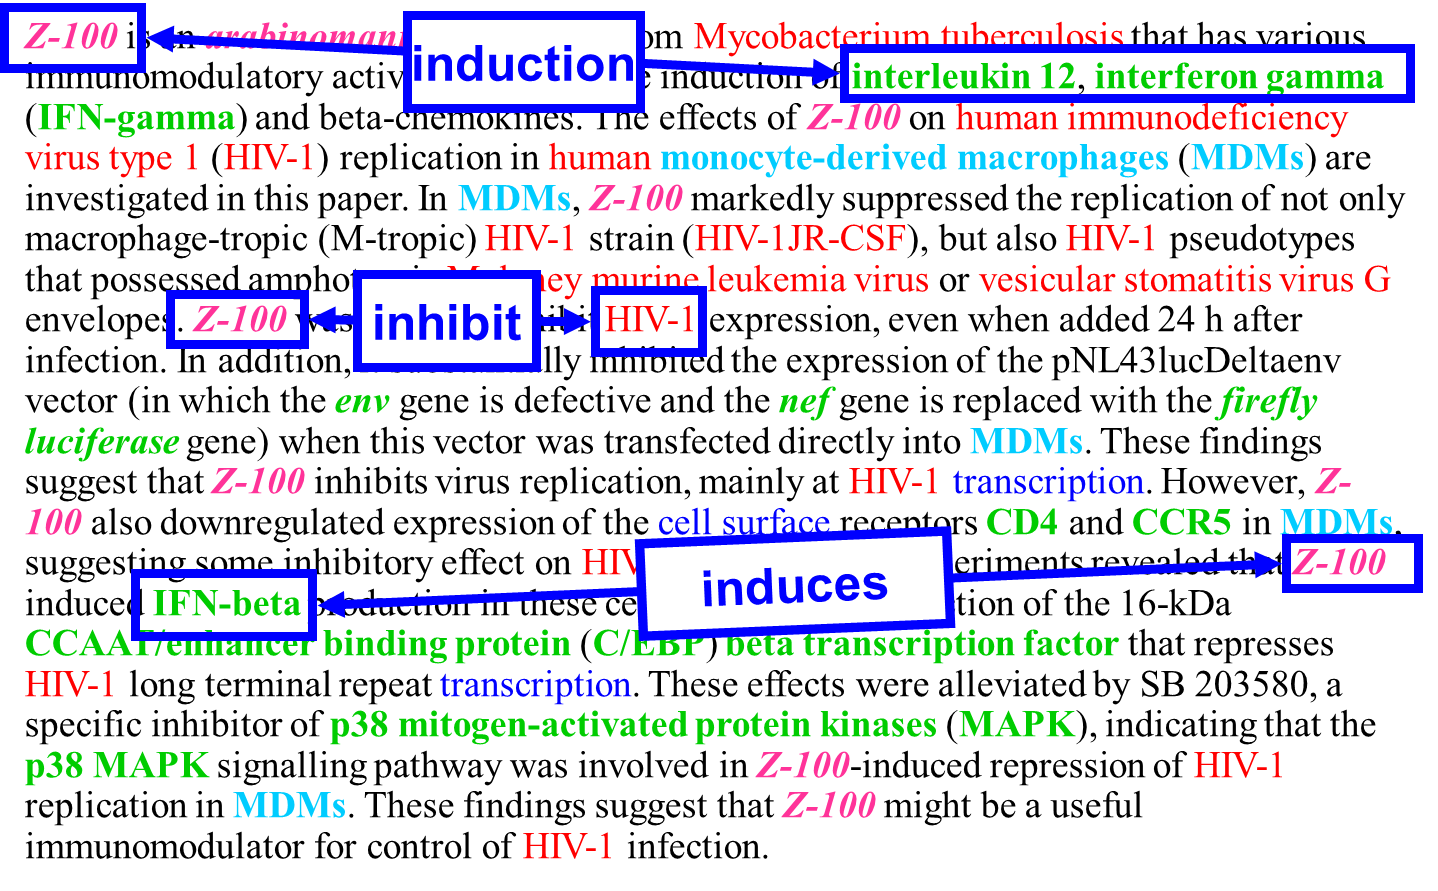 Z-100 is an induction om Mycobacterium tuberculosis that has various
immunomodulatory activ e induction of interleukin 12, interferon gamma
(IFN-gamma) and beta-chemokines. The effects of Z-100 on human immunodeficiency
virus type 1 (HIV-1) replication in human monocyte-derived macrophages (MDMs) are
investigated in this paper. In MDMs, Z-100 markedly suppressed the replication of not only
macrophage-tropic (M-tropic) HIV-1 strain (HIV-1JR-CSF), but also HIV-1 pseudotypes
that possessed murine leukemia virus or vesicular stomatitis virus G
envelopes. Z-100 was inhibit HIV-1 expression, even when added 24 h after
infection. In addition, inhibited the expression of the pNL43lucDeltaenv
vector (in which the env gene is defective and the nef gene is replaced with the firefly
luciferase gene) when this vector was transfected directly into MDMs. These findings
suggest that Z-100 inhibits virus replication, mainly at HIV-1 transcription. However, Z-
100 also downregulated expression of the cell surface receptors CD4 and CCR5 in MDMs,
suggesting some inhibitory effect on HIV induces eriments revealed that Z-100
induced IFN-beta production in these ce tion of the 16-kDa
CCAAT/enhancer binding protein (C/EBP) beta transcription factor that represses
HIV-1 long terminal repeat transcription. These effects were alleviated by SB 203580, a
specific inhibitor of p38 mitogen-activated protein kinases (MAPK), indicating that the
p38 MAPK signalling pathway was involved in Z-100-induced repression of HIV-1
replication in MDMs. These findings suggest that Z-100 might be a useful
immunomodulator for control of HIV-1 infection.